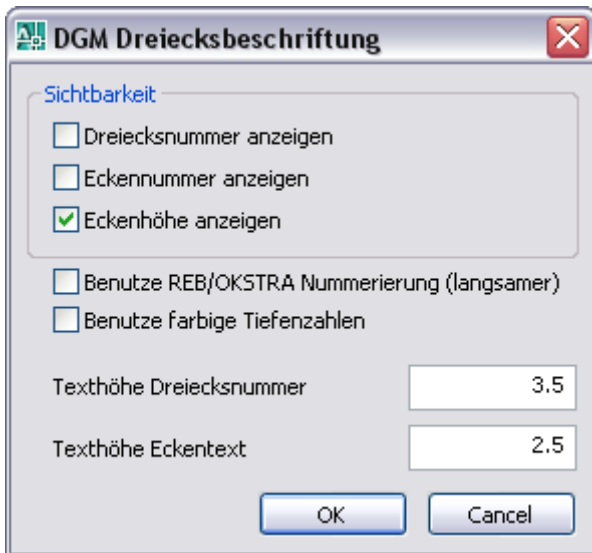 DGM Dreiecksbeschriftung
Sichtbarkeit
Dreiecksnummer anzeigen
Eckennummer anzeigen
Eckenhöhe anzeigen
Benutze REB/OKSTRA Nummerierung (langsamer)
Benutze farbige Tiefenzahlen
Texthöhe Dreiecksnummer 3.5
Texthöhe Eckentext 2.5
OK Cancel